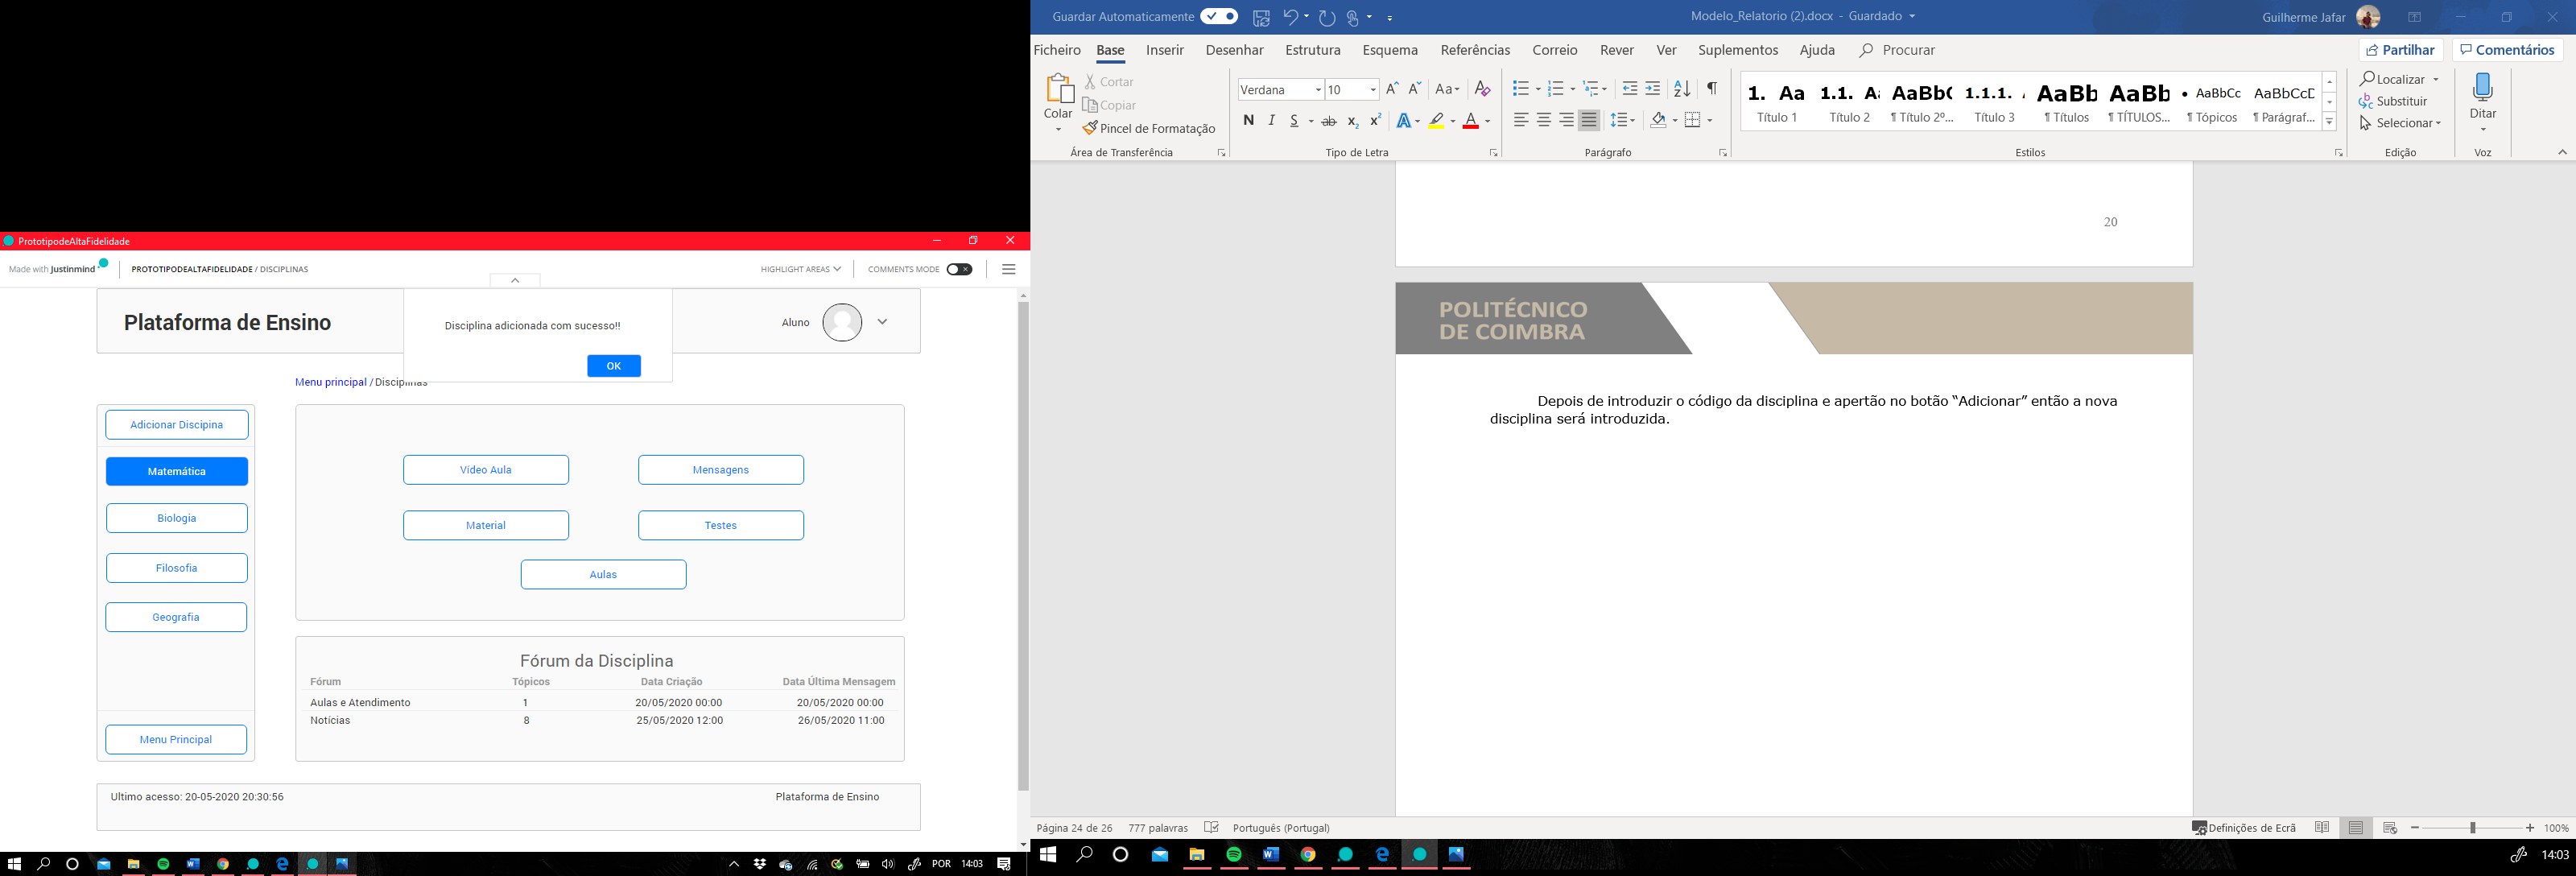 PrototipodeAltaFidelidade
Made with Justinmind
PROTOTIPODEALTAFIDELIDADE / DISCIPLINAS
HIGHLIGHT AREAS
COMMENTS MODE
Plataforma de Ensino
Disciplina adicionada com sucesso!!
OK
Aluno
Menu principal / Disciplinas
Adicionar Discipina
Matemática
Biologia
Filosofia
Geografia
Menu Principal
Vídeo Aula
Mensagens
Material
Testes
Aulas
Fórum da Disciplina
Fórum Tópicos Data Criação Data Última Mensagem
Aulas e Atendimento 1 20/05/2020 00:00 20/05/2020 00:00
Notícias 8 25/05/2020 12:00 26/05/2020 11:00
Ultimo acesso: 20-05-2020 20:30:56
Plataforma de Ensino
POR 14:03
Guardar Automaticamente
Modelo_Relatorio (2).docx - Guardado
Guilherme Jafar
Ficheiro Base Inserir Desenhar Estrutura Esquema Referências Correio Rever Ver Suplementos Ajuda Procurar
Partilhar Comentários
Colar
Cortar
Copiar
Pincel de Formatação
Área de Transferência
Verdana 10
N I S ab x₂ x² A A
Tipo de Letra
Parágrafo
1. Aa 1.1. Aa AaBb( 1.1.1. AaBb AaBb • AaBbCc AaBbCcD
Título 1 Título 2 ¶ Título 2º... Título 3 ¶ Títulos ¶ TÍTULOS... ¶ Tópicos ¶ Parágraf...
Estilos
Localizar
Substituir
Selecionar
Edição
Ditar
Voz
20
POLITÉCNICO
DE COIMBRA
Depois de introduzir o código da disciplina e apertão no botão “Adicionar” então a nova
disciplina será introduzida.
Página 24 de 26 777 palavras Português (Portugal)
Definições de Ecrã
100%
14:03